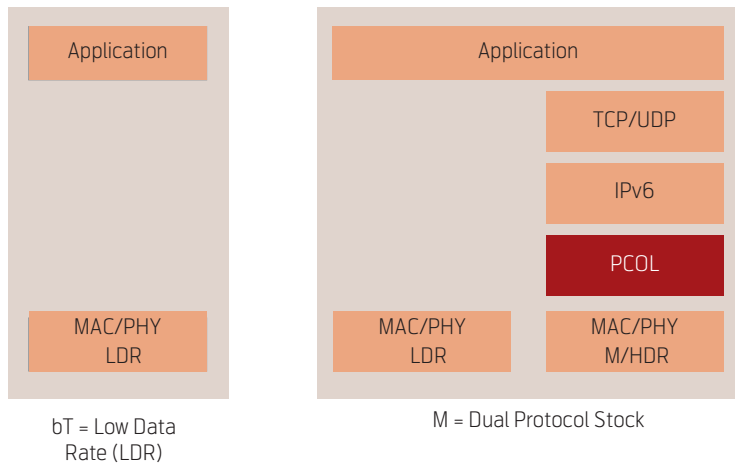 Application
MAC/PHY
LDR
bT = Low Data
Rate (LDR)
Application
TCP/UDP
IPv6
PCOL
MAC/PHY
LDR
MAC/PHY
M/HDR
M = Dual Protocol Stock